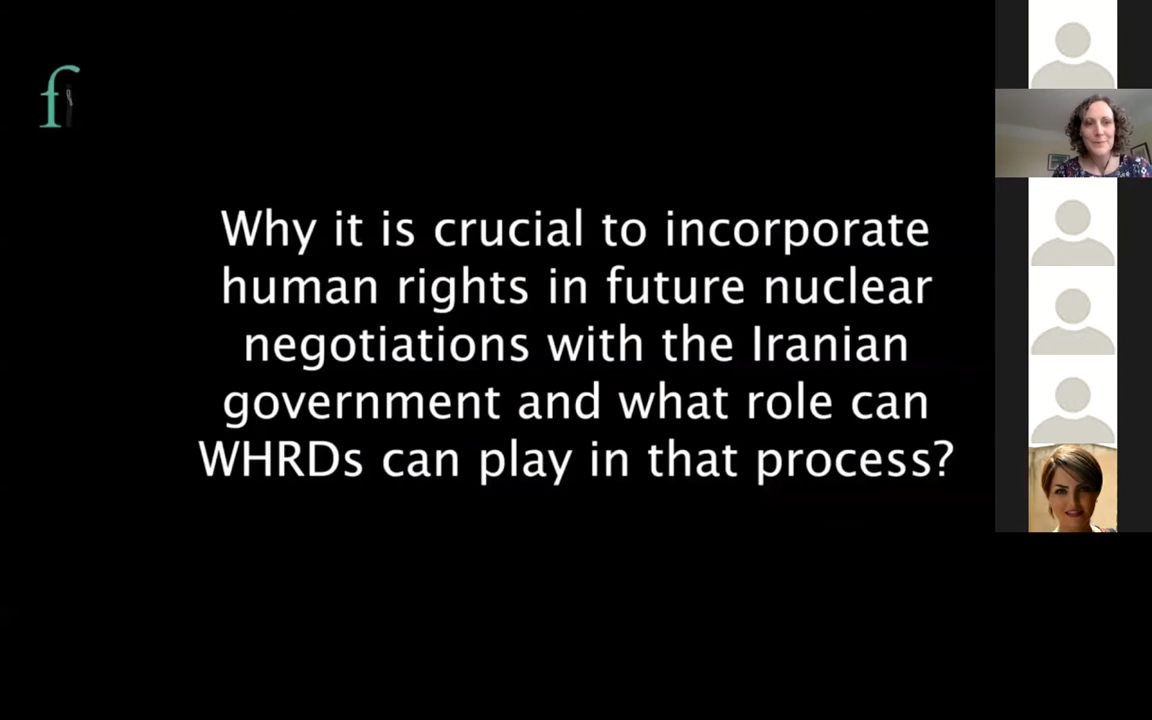 f
Why it is crucial to incorporate
human rights in future nuclear
negotiations with the Iranian
government and what role can
WHRDs can play in that process?